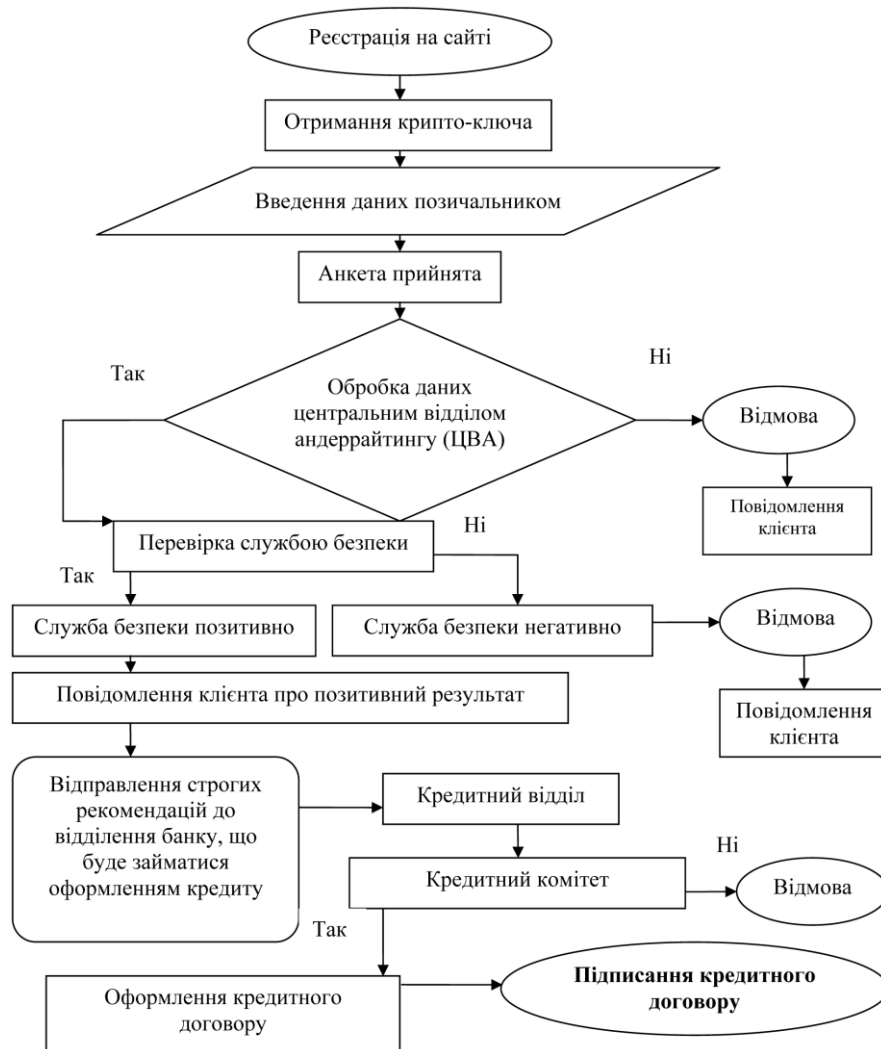 Реєстрація на сайті
Отримання крипто-ключа
Введення даних позичальником
Анкета прийнята
Так
Ні
Обробка даних
центральним відділом
андеррайтингу (ЦВА)
Відмова
Повідомлення
клієнта
Ні
Перевірка службою безпеки
Так
Служба безпеки позитивно
Служба безпеки негативно
Відмова
Повідомлення клієнта про позитивний результат
Повідомлення
клієнта
Відправлення строгих
рекомендацій до
відділення банку, що
буде займатися
оформленням кредиту
Кредитний відділ
Ні
Кредитний комітет
Відмова
Так
Оформлення кредитного
договору
Підписання кредитного
договору